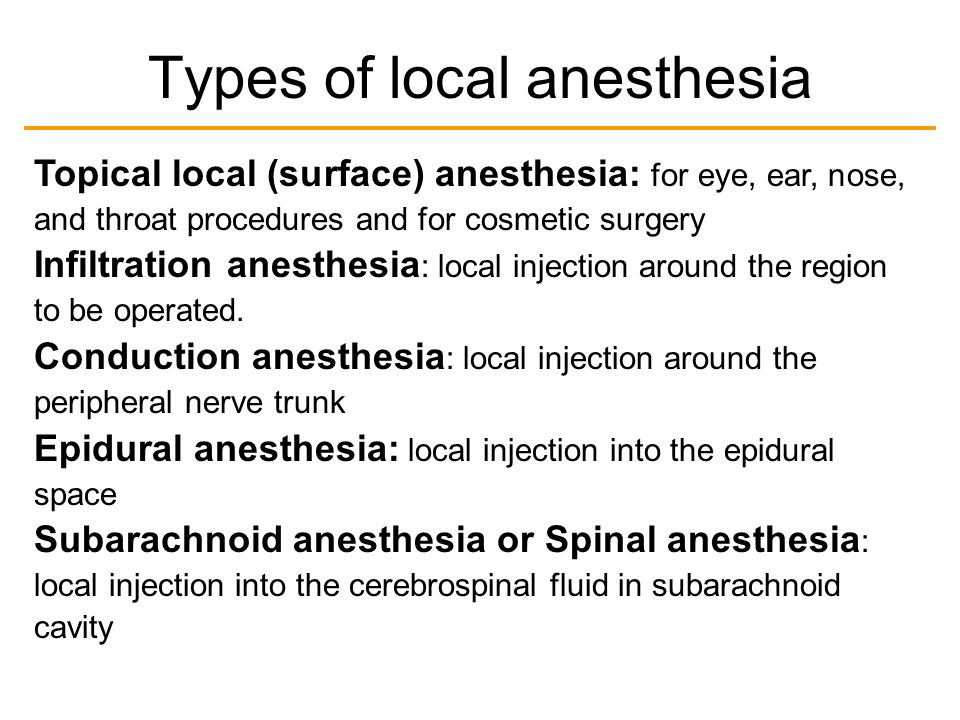 Types of local anesthesia
Topical local (surface) anesthesia: for eye, ear, nose,
and throat procedures and for cosmetic surgery
Infiltration anesthesia: local injection around the region
to be operated.
Conduction anesthesia: local injection around the
peripheral nerve trunk
Epidural anesthesia: local injection into the epidural
space
Subarachnoid anesthesia or Spinal anesthesia:
local injection into the cerebrospinal fluid in subarachnoid
cavity